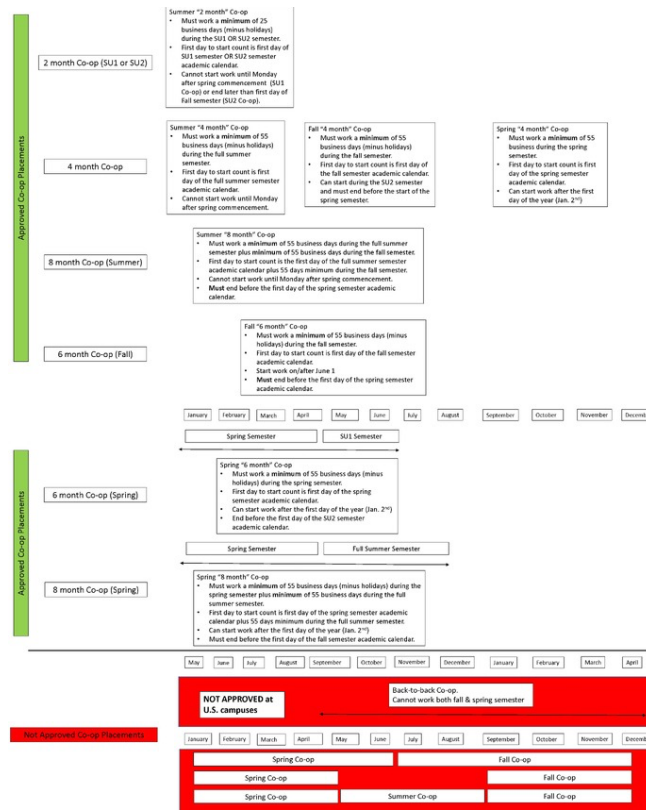 Summer "2 month" Co-op
• Must work a minimum of 25
business days (minus holidays)
during the SU1 OR SU2 semester.
• First day to start count is first day of
SU1 semester OR SU2 semester
academic calendar.
• Cannot start work until Monday
after spring commencement (SU1
Co-op) or end later than first day of
Fall semester (SU2 Co-op).
2 month Co-op (SU1 or SU2)
Approved Co-op Placements
4 month Co-op
Summer "4 month" Co-op
• Must work a minimum of 55
business days (minus holidays)
during the full summer
semester.
• First day to start count is first
day of the full summer semester
academic calendar.
• Cannot start work until Monday
after spring commencement.
Fall "4 month" Co-op
• Must work a minimum of 55
business days (minus holidays)
during the fall semester.
• First day to start count is first day of
the fall semester academic calendar.
• Can start during the SU2 semester
and must end before the start of the
spring semester.
Spring "4 month" Co-op
• Must work a minimum of 55
business days during the spring
semester.
• First day to start count is first
day of the spring semester
academic calendar.
• Can start work after the first
day of the year (Jan. 2nd)
8 month Co-op (Summer)
Summer "8 month" Co-op
• Must work a minimum of 55 business days during the full summer
semester plus minimum of 55 business days during the fall semester.
• First day to start count is the first day of the full summer semester
academic calendar plus 55 days minimum during the fall semester.
• Cannot start work until Monday after spring commencement.
• Must end before the first day of the spring semester academic
calendar.
6 month Co-op (Fall)
Fall "6 month" Co-op
• Must work a minimum of 55 business days (minus
holidays) during the fall semester.
• First day to start count is first day of the fall semester
academic calendar.
• Start work on/after June 1
• Must end before the first day of the spring semester
academic calendar.
January February March April May June July August September October November December
Spring Semester SU1 Semester
Approved Co-op Placements
6 month Co-op (Spring)
Spring "6 month" Co-op
• Must work a minimum of 55 business days (minus
holidays) during the spring semester.
• First day to start count is first day of the spring
semester academic calendar.
• Can start work after the first day of the year (Jan. 2nd)
• End before the first day of the SU2 semester
academic calendar.
Spring Semester Full Summer Semester
8 month Co-op (Spring)
Spring "8 month" Co-op
• Must work a minimum of 55 business days (minus holidays) during the
spring semester plus minimum of 55 business days during the full
summer semester.
• First day to start count is first day of the spring semester academic
calendar plus 55 days minimum during the full summer semester.
• Can start work after the first day of the year (Jan. 2nd)
• Must end before the first day of the fall semester academic calendar.
May June July August September October November December January February March April
NOT APPROVED at
U.S. campuses
Back-to-back Co-op.
Cannot work both fall & spring semester
Not Approved Co-op Placements
January February March April May June July August September October November December
Spring Co-op Fall Co-op
Spring Co-op Fall Co-op
Spring Co-op Summer Co-op Fall Co-op